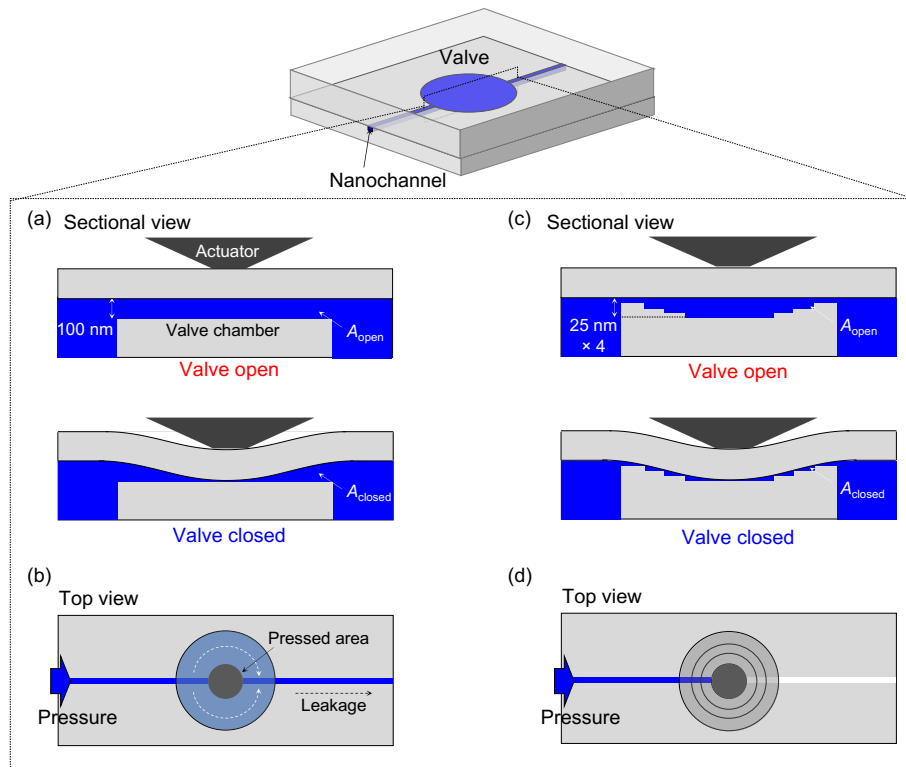 Valve
Nanochannel
(a) Sectional view
Actuator
100 nm
Valve chamber
Aopen
Valve open
Aclosed
Valve closed
(b)
Top view
Pressed area
Pressure
Leakage
(c)
Sectional view
25 nm
× 4
Aopen
Valve open
Aclosed
Valve closed
(d)
Top view
Pressure